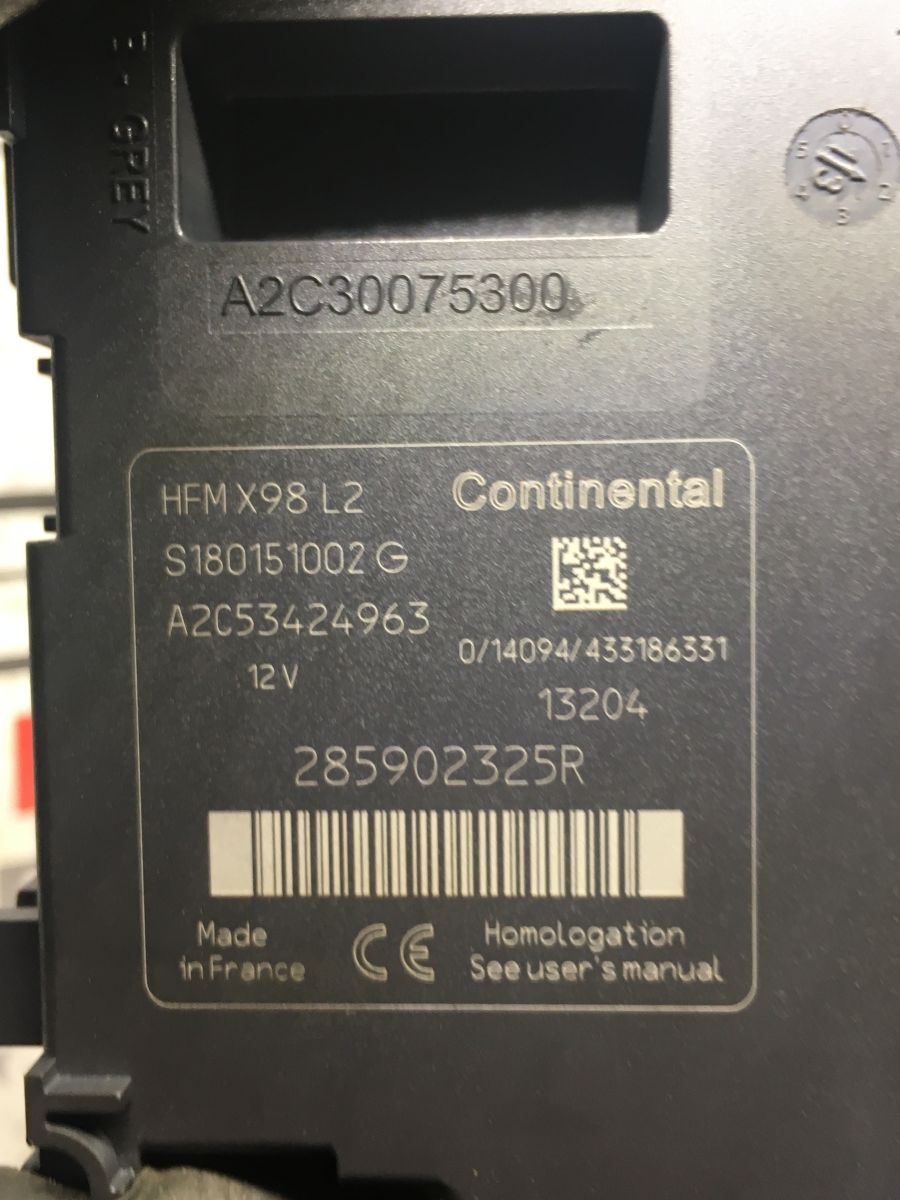 E - GREY
A2C30075300
HFM X98 L2
Continental
S180151002 G
A2C53424963
0/14094/433186331
12V
13204
285902325R
Made
in France
CE
Homologation
See user's manual